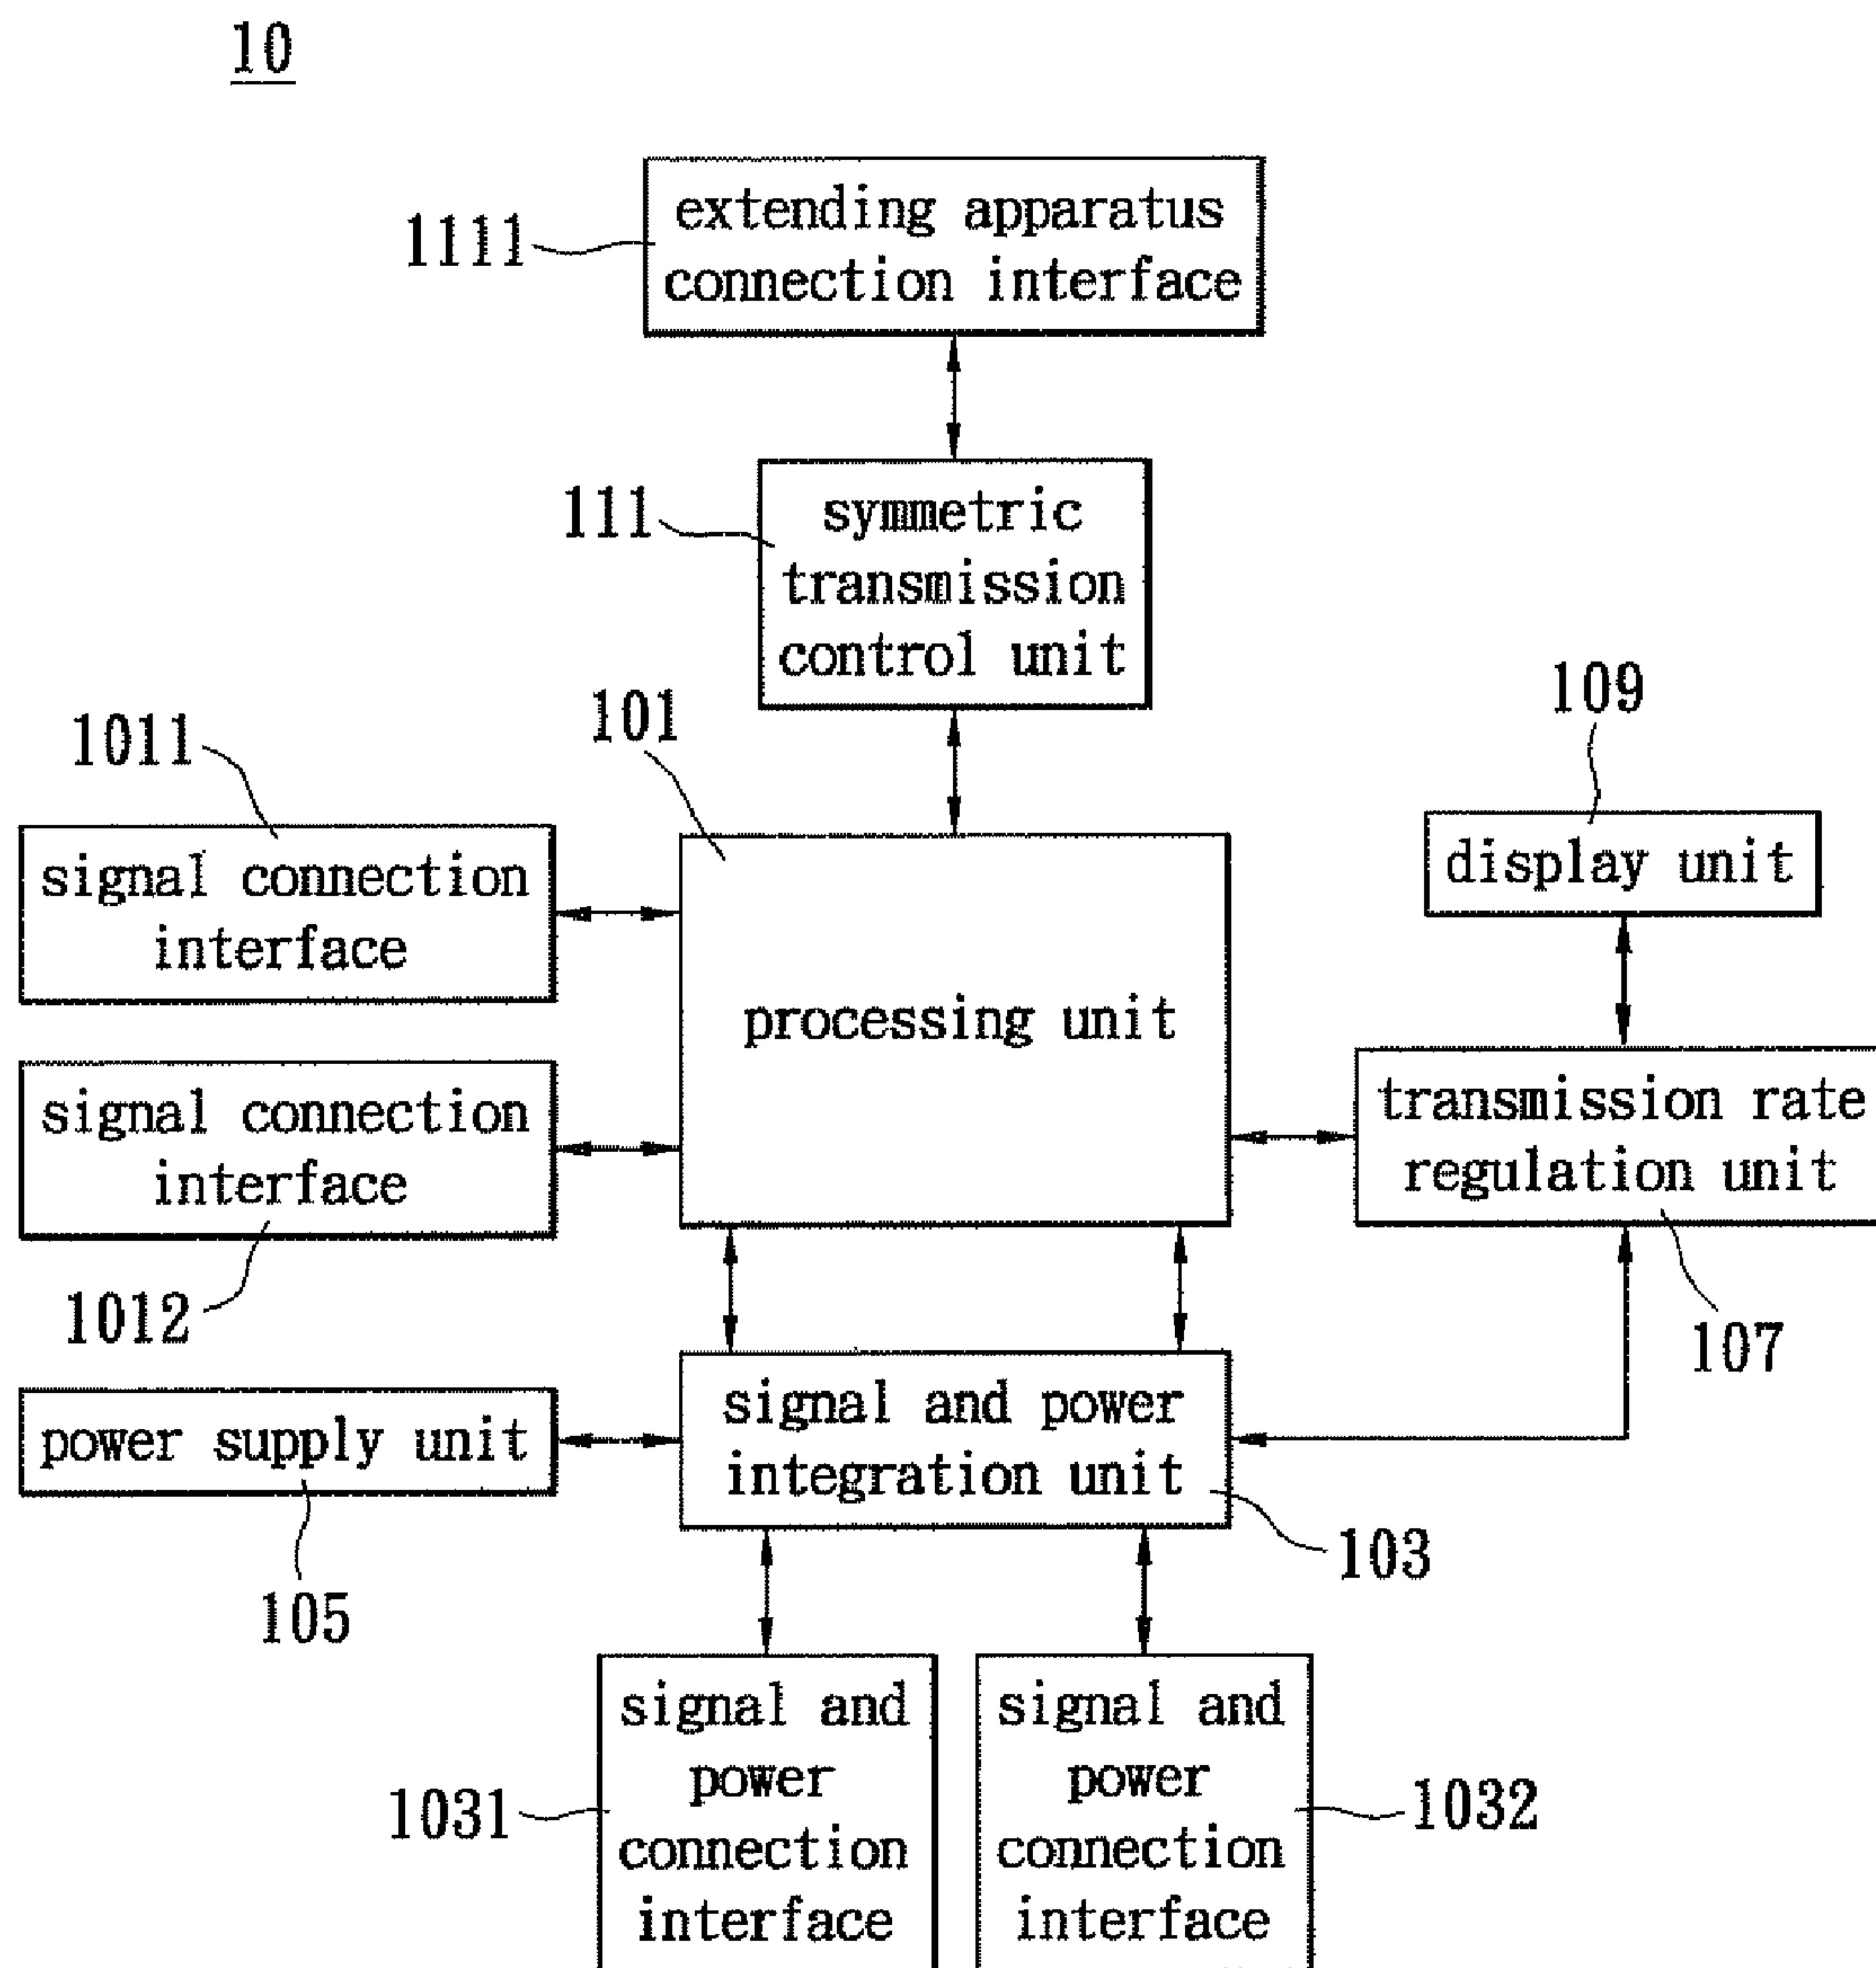 10
1111
extending apparatus
connection interface
111
symmetric
transmission
control unit
101
1011
109
signal connection
interface
display unit
processing unit
signal connection
interface
1012
transmission rate
regulation unit
107
power supply unit
105
signal and power
integration unit
103
1031
signal and
power
connection
interface
signal and
power
connection
interface
1032